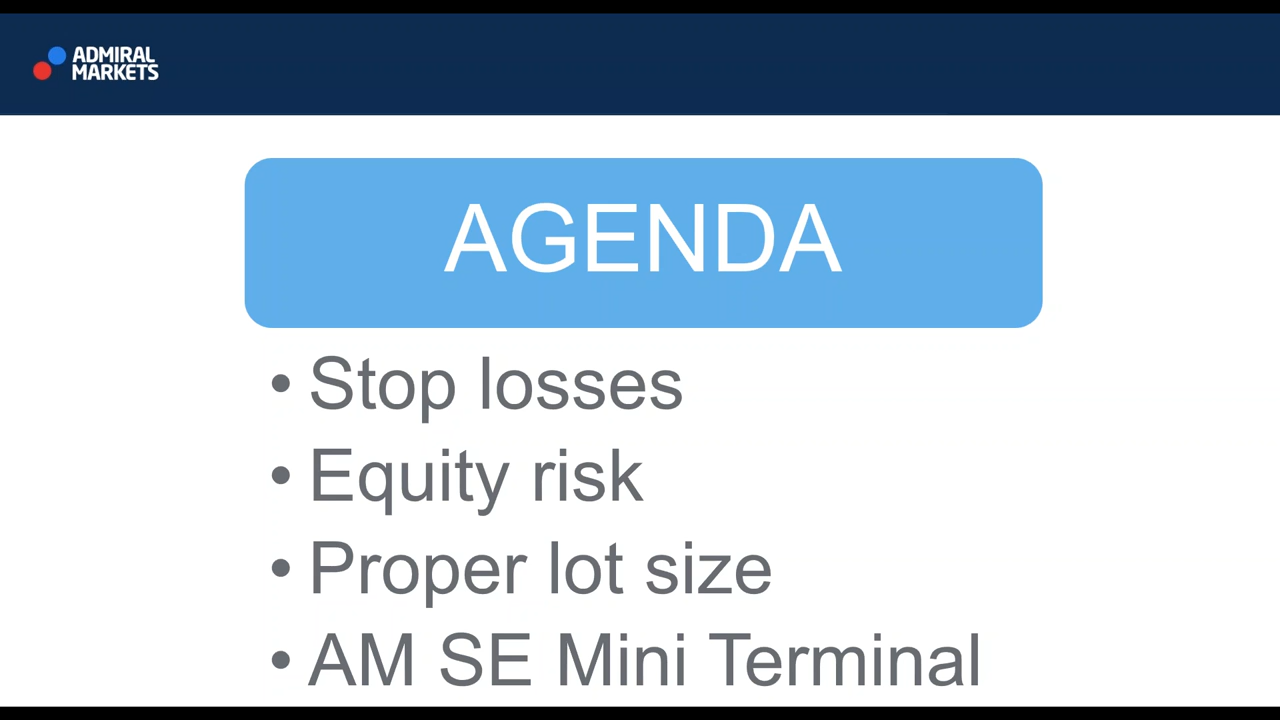 ADMIRAL
MARKETS
AGENDA
• Stop losses
• Equity risk
• Proper lot size
• AM SE Mini Terminal